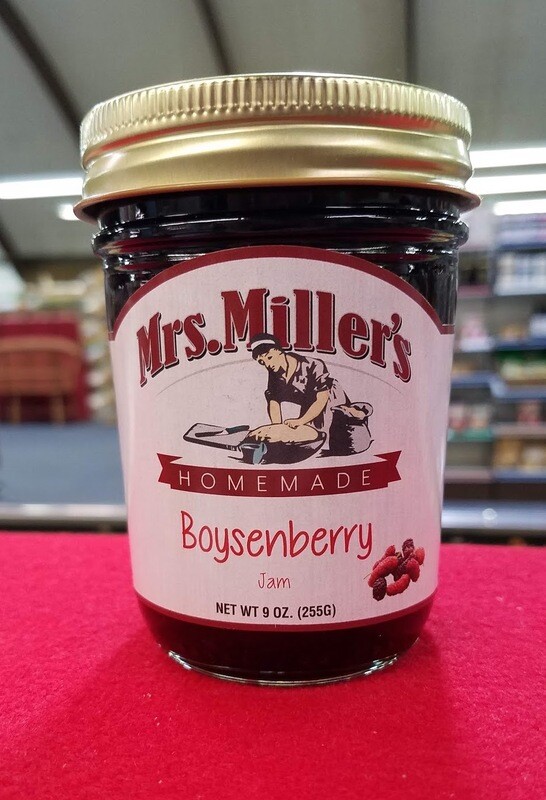 Mrs. Miller's
HOMEMADE
Boysenberry
Jam
NET WT 9 OZ. (255G)